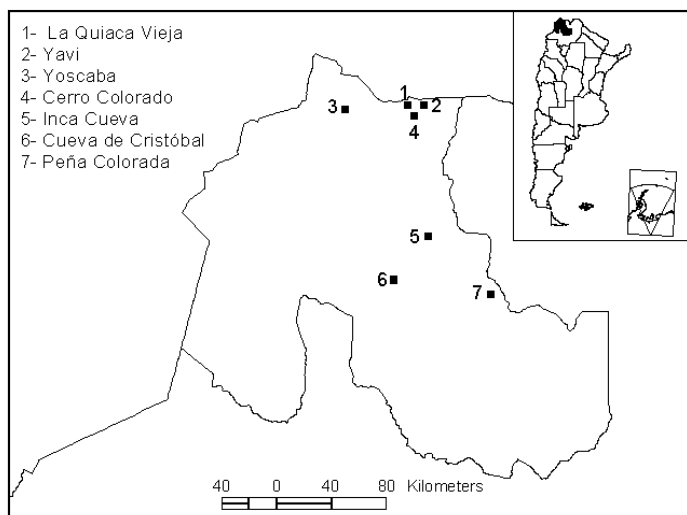 1- La Quiaca Vieja
2- Yavi
3- Yoscaba
4- Cerro Colorado
5- Inca Cueva
6- Cueva de Cristóbal
7- Peña Colorada
3
1
2
4
5
6
7
40 0 40 80 Kilometers